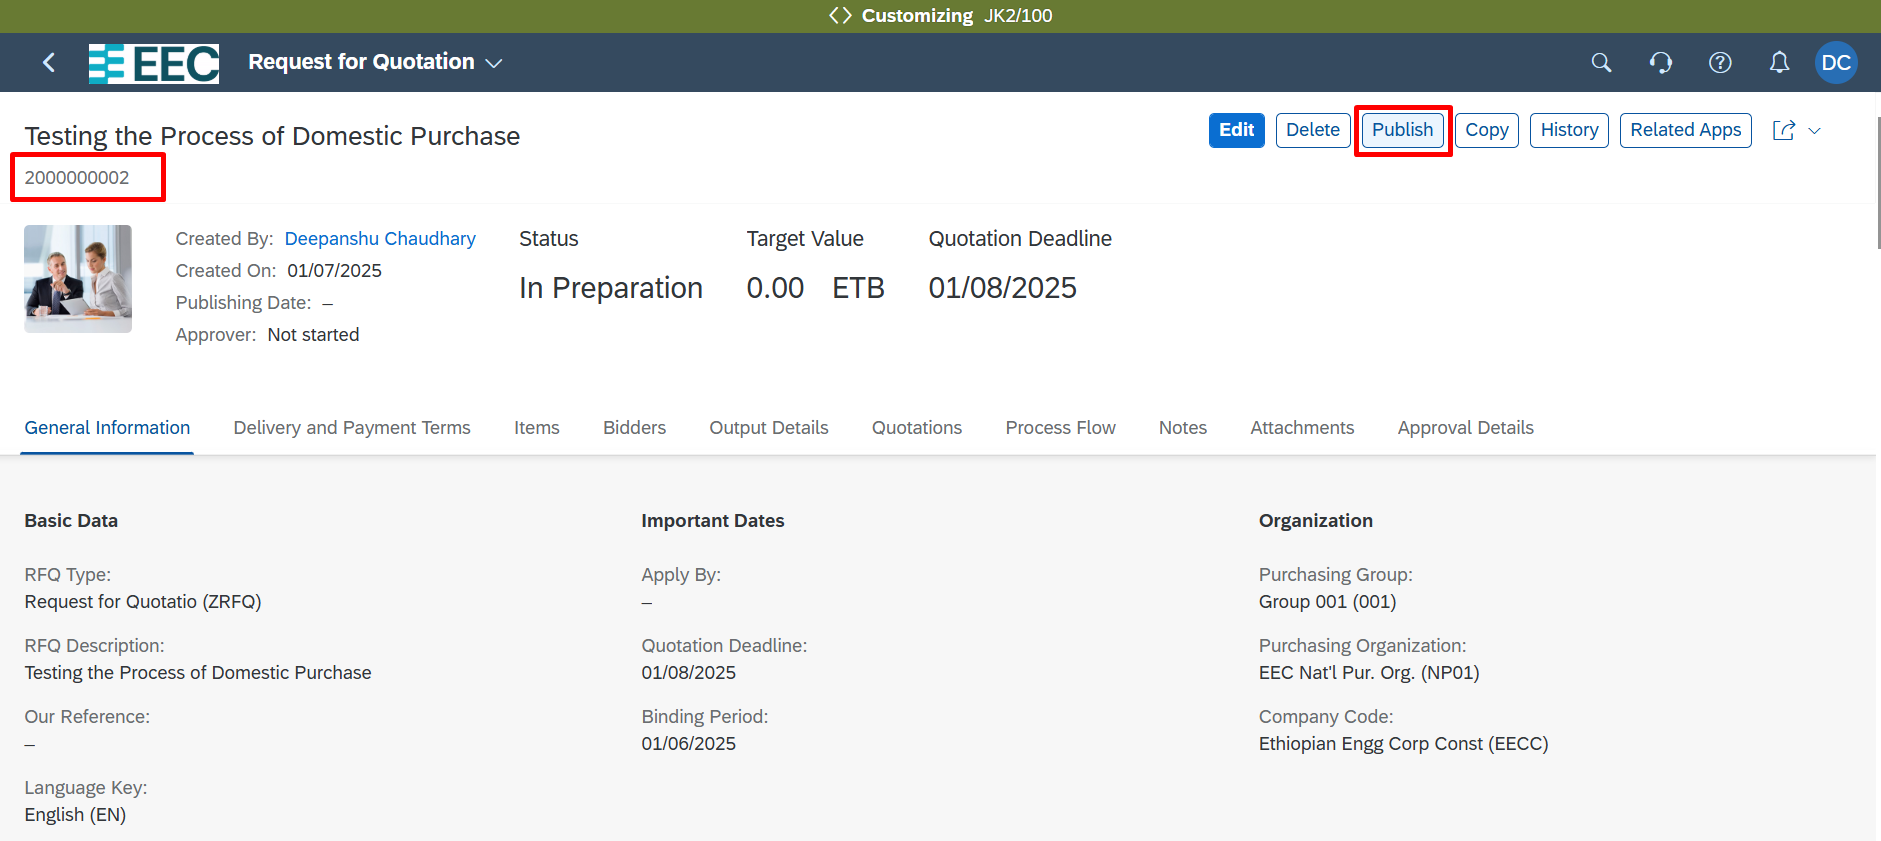 Customizing JK2/100
EEC Request for Quotation DC
Testing the Process of Domestic Purchase
Edit Delete Publish Copy History Related Apps
2000000002
Created By: Deepanshu Chaudhary
Created On: 01/07/2025
Publishing Date: –
Approver: Not started
Status
In Preparation
Target Value
0.00 ETB
Quotation Deadline
01/08/2025
General Information Delivery and Payment Terms Items Bidders Output Details Quotations Process Flow Notes Attachments Approval Details
Basic Data
RFQ Type:
Request for Quotatio (ZRFQ)
RFQ Description:
Testing the Process of Domestic Purchase
Our Reference:
–
Language Key:
English (EN)
Important Dates
Apply By:
–
Quotation Deadline:
01/08/2025
Binding Period:
01/06/2025
Organization
Purchasing Group:
Group 001 (001)
Purchasing Organization:
EEC Nat'l Pur. Org. (NP01)
Company Code:
Ethiopian Engg Corp Const (EECC)